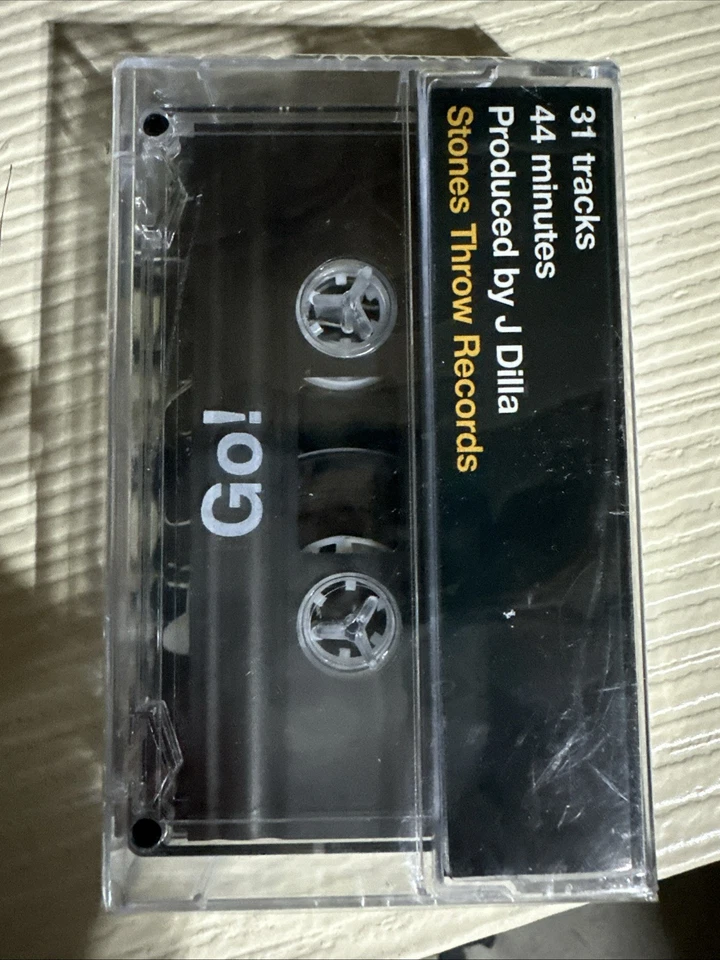 31 tracks
44 minutes
Produced by J Dilla
Stones Throw Records
Go!